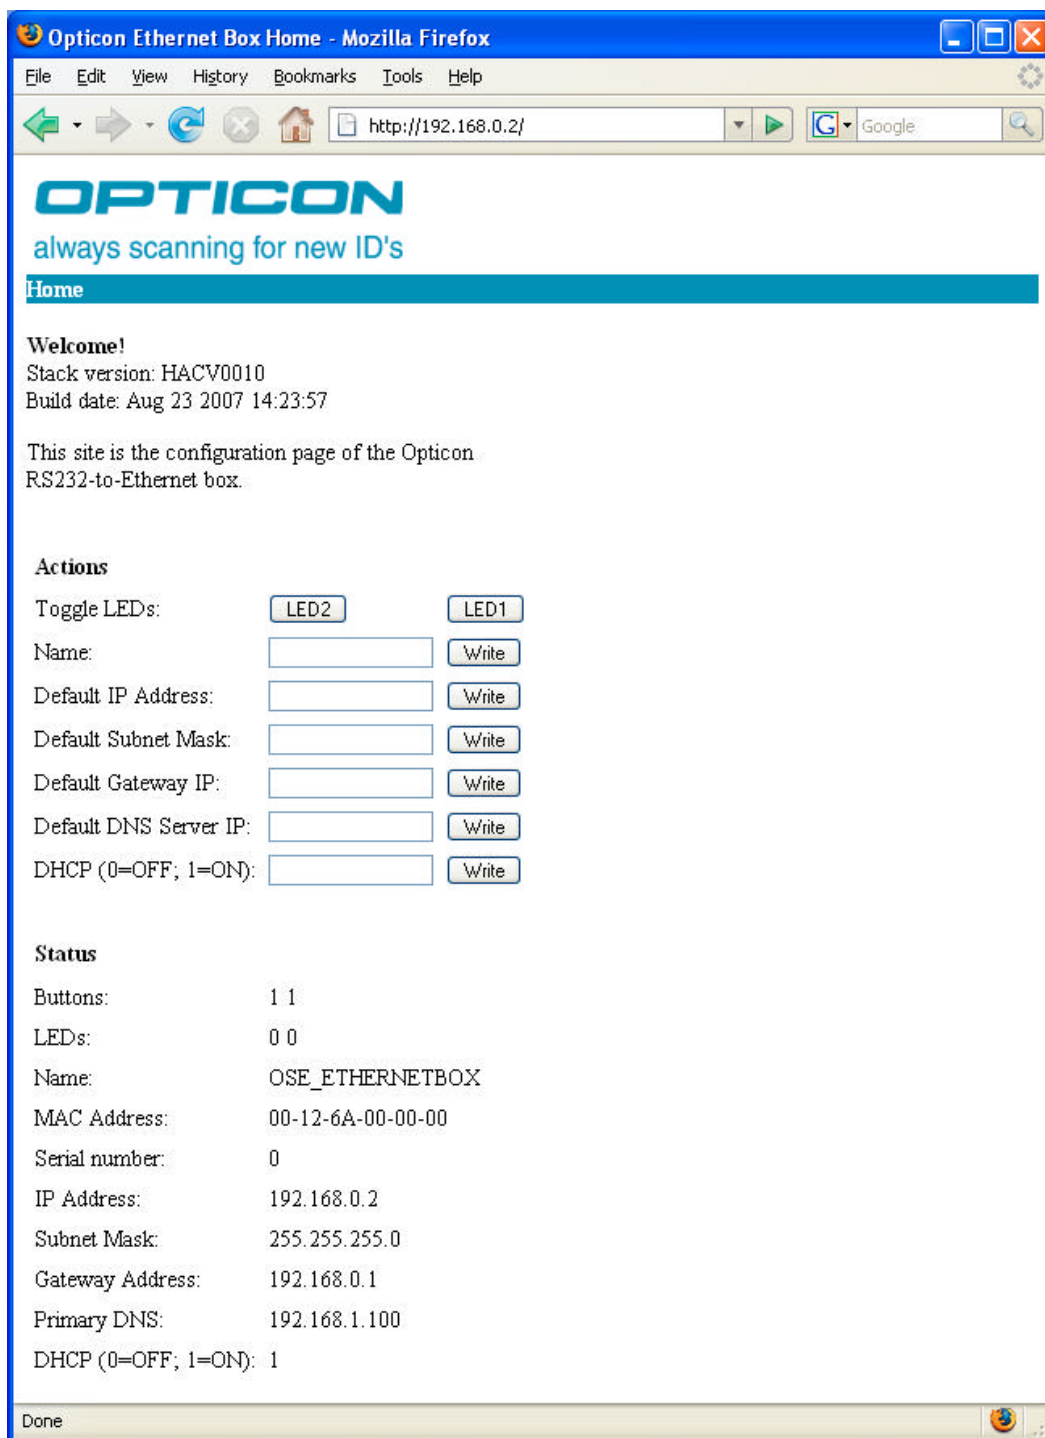 Opticon Ethernet Box Home - Mozilla Firefox
File Edit View History Bookmarks Tools Help
http://192.168.0.2/ G Google
OPTICON
always scanning for new ID's
Home
Welcome!
Stack version: HACV0010
Build date: Aug 23 2007 14:23:57
This site is the configuration page of the Opticon
RS232-to-Ethernet box.
Actions
Toggle LEDs: LED2 LED1
Name: Write
Default IP Address: Write
Default Subnet Mask: Write
Default Gateway IP: Write
Default DNS Server IP: Write
DHCP (0=OFF; 1=ON): Write
Status
Buttons: 1 1
LEDs: 0 0
Name: OSE_ETHERNETBOX
MAC Address: 00-12-6A-00-00-00
Serial number: 0
IP Address: 192.168.0.2
Subnet Mask: 255.255.255.0
Gateway Address: 192.168.0.1
Primary DNS: 192.168.1.100
DHCP (0=OFF; 1=ON): 1
Done